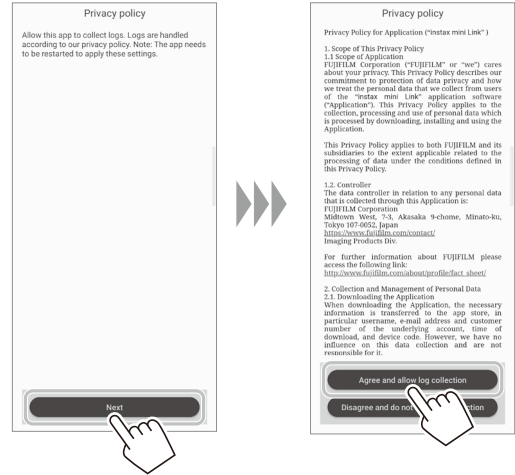 Privacy policy
Allow this app to collect logs. Logs are handled
according to our privacy policy. Note: The app needs
to be restarted to apply these settings.
Next
Privacy policy
Privacy Policy for Application ("instax mini Link" )
1. Scope of This Privacy Policy
1.1 Scope of Application
FUJIFILM Corporation ("FUJIFILM" or "we") cares
about your privacy. This Privacy Policy describes our
commitment to protection of data privacy and how
we treat the personal data that we collect from users
of the "instax mini Link" application software
("Application"). This Privacy Policy applies to the
collection, processing and use of personal data which
is processed by downloading, installing and using the
Application.
This Privacy Policy applies to both FUJIFILM and its
subsidiaries to the extent applicable related to the
processing of data under the conditions defined in
this Privacy Policy.
1.2. Controller
The data controller in relation to any personal data
that is collected through this Application is:
FUJIFILM Corporation
Midtown West, 7-3, Akasaka 9-chome, Minato-ku,
Tokyo 107-0052, Japan
https://www.fujifilm.com/contact/
Imaging Products Div.
For further information about FUJIFILM please
access the following link:
http://www.fujifilm.com/about/profile/fact_sheet/
2. Collection and Management of Personal Data
2.1. Downloading the Application
When downloading the Application, the necessary
information is transferred to the app store, in
particular username, e-mail address and customer
number of the underlying account, time of
download, and device code. However, we have no
influence on this data collection and are not
responsible for it.
Agree and allow log collection
Disagree and do not